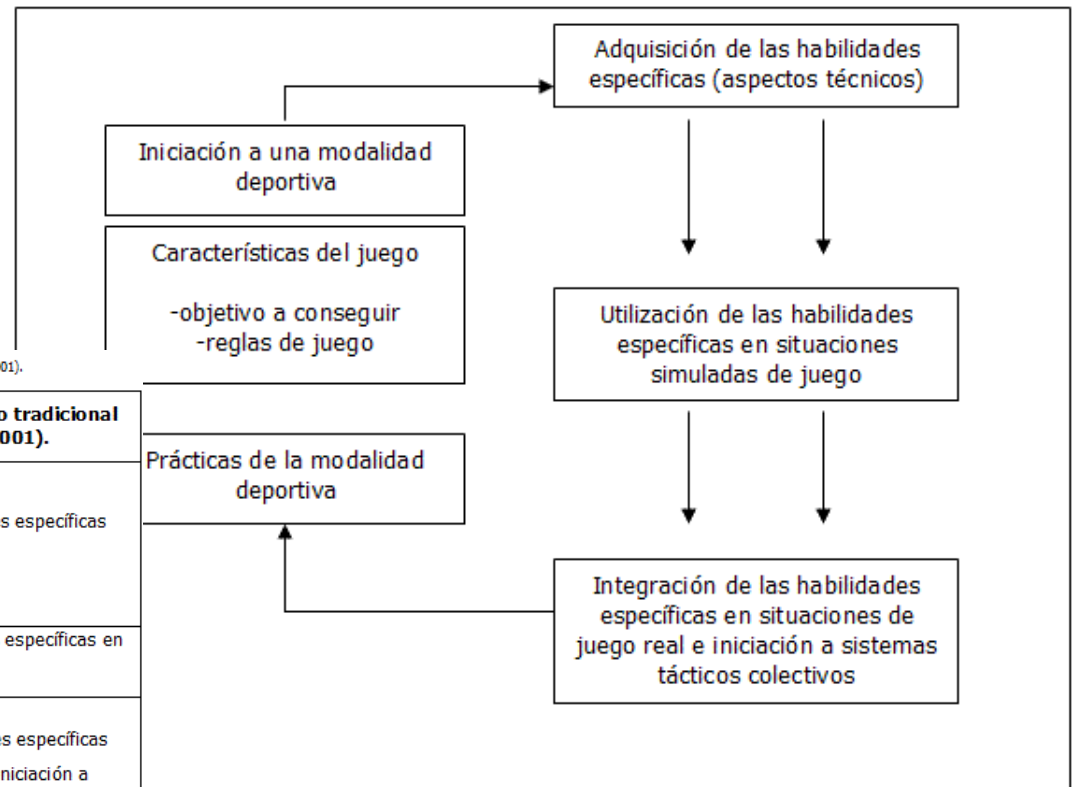 Adquisición de las habilidades
específicas (aspectos técnicos)
Iniciación a una modalidad
deportiva
Características del juego
-objetivo a conseguir
-reglas de juego
Utilización de las habilidades
específicas en situaciones
simuladas de juego
Prácticas de la modalidad
deportiva
Integración de las habilidades
específicas en situaciones de
juego real e iniciación a sistemas
tácticos colectivos
001).
o tradicional
001).
s específicas
específicas en
es específicas
niciación a